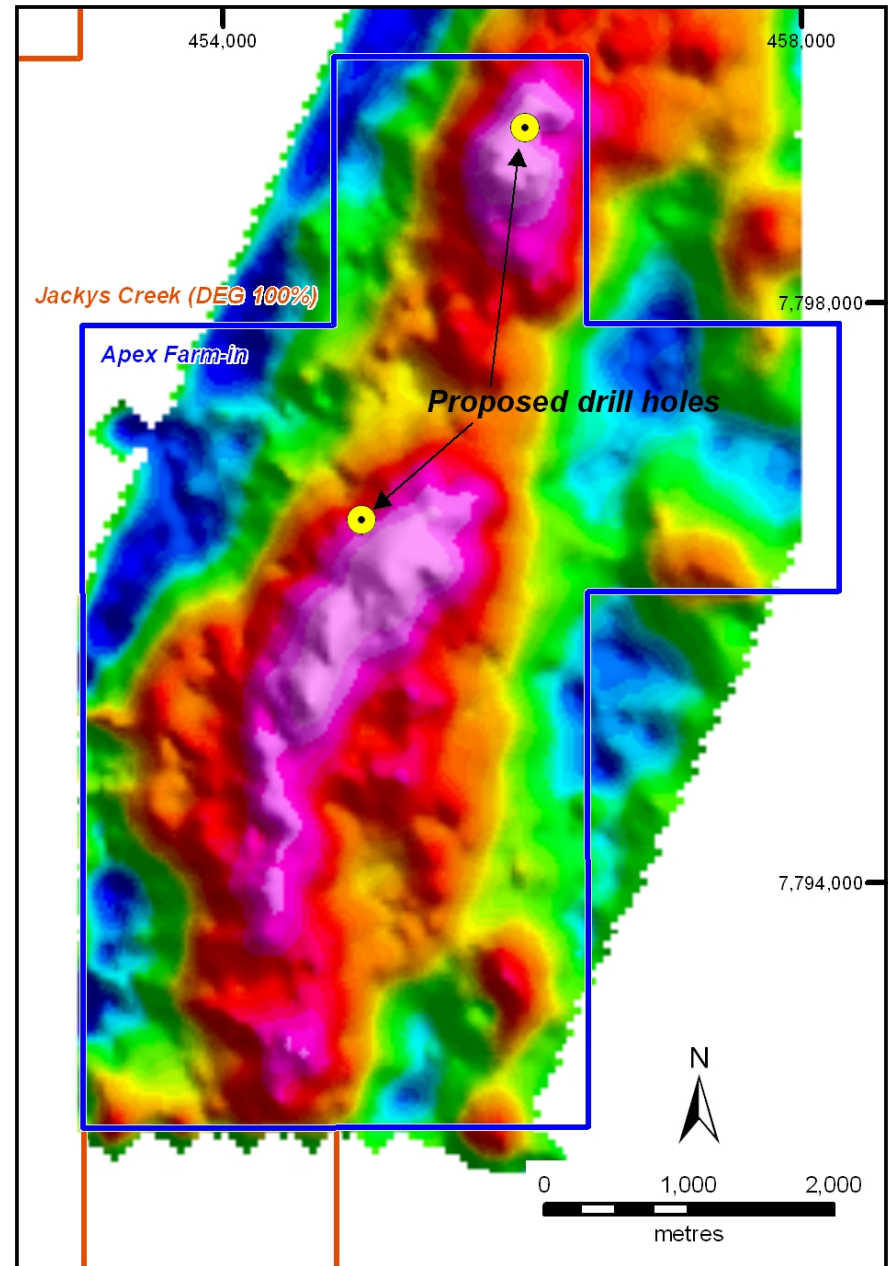 454,000
458,000
Jackys Creek (DEG 100%)
7,798,000
Apex Farm-in
Proposed drill holes
7,794,000
N
0 1,000 2,000
metres